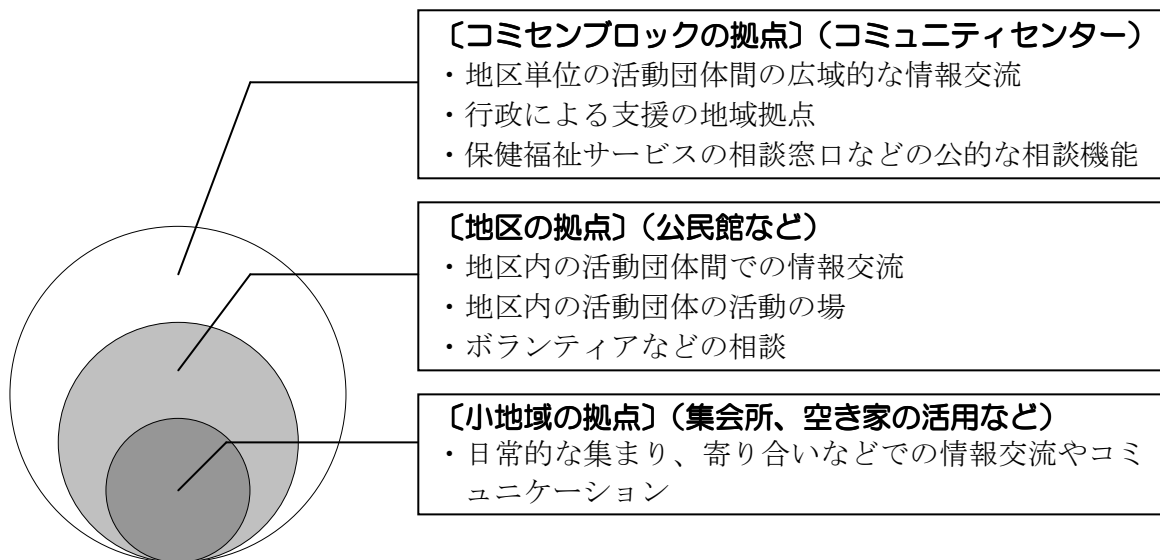 〔コミセンブロックの拠点〕（コミュニティセンター）
・地区単位の活動団体間の広域的な情報交流
・行政による支援の地域拠点
・保健福祉サービスの相談窓口などの公的な相談機能
〔地区の拠点〕（公民館など）
・地区内の活動団体間での情報交流
・地区内の活動団体の活動の場
・ボランティアなどの相談
〔小地域の拠点〕（集会所、空き家の活用など）
・日常的な集まり、寄り合いなどでの情報交流やコミ
ュニケーション